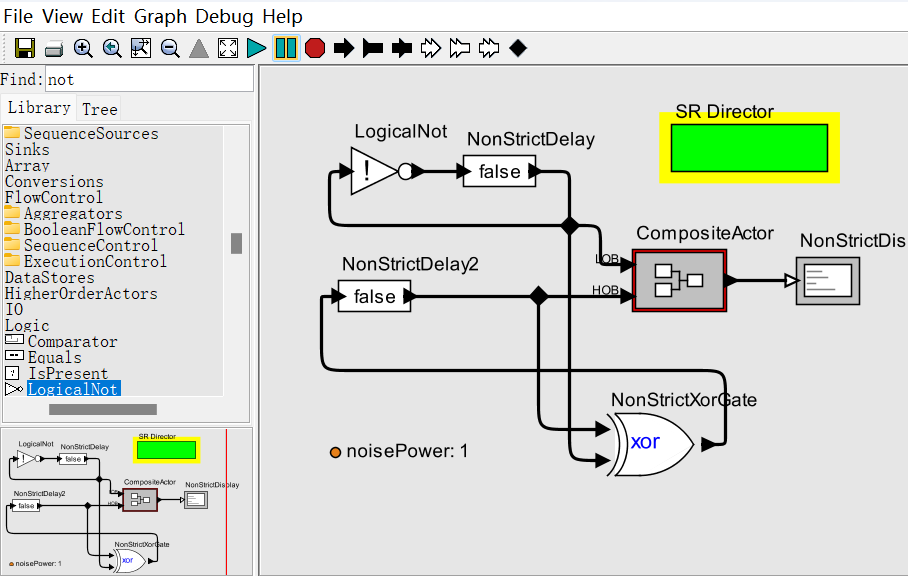 File View Edit Graph Debug Help
Find: not
Library Tree
SequenceSources
Sinks
Array
Conversions
FlowControl
Aggregators
BooleanFlowControl
SequenceControl
ExecutionControl
DataStores
HigherOrderActors
IO
Logic
Comparator
Equals
IsPresent
LogicalNot
SR Director
LogicalNot
NonStrictDelay
!
false
CompositeActor
NonStrictDis
LOB
HOB
NonStrictDelay2
false
NonStrictXorGate
xor
noisePower: 1
SR Director
LogicalNot
NonStrictDelay
false
CompositeActor
NonStrictDisplay
NonStrictDelay2
false
HOB
NonStrictXorGate
xor
noisePower: 1